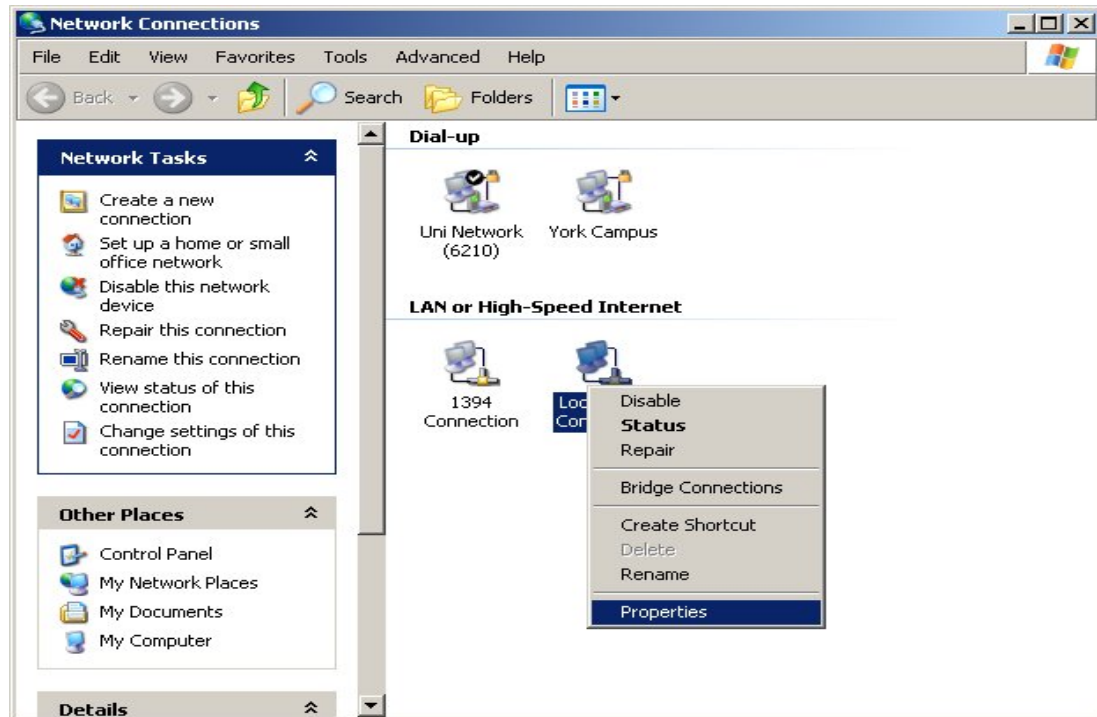 Network Connections
File Edit View Favorites Tools Advanced Help
Back Search Folders
Network Tasks
Create a new
connection
Set up a home or small
office network
Disable this network
device
Repair this connection
Rename this connection
View status of this
connection
Change settings of this
connection
Other Places
Control Panel
My Network Places
My Documents
My Computer
Details
Dial-up
Uni Network
(6210)
York Campus
LAN or High-Speed Internet
1394
Connection
Loc
Con
Disable
Status
Repair
Bridge Connections
Create Shortcut
Delete
Rename
Properties